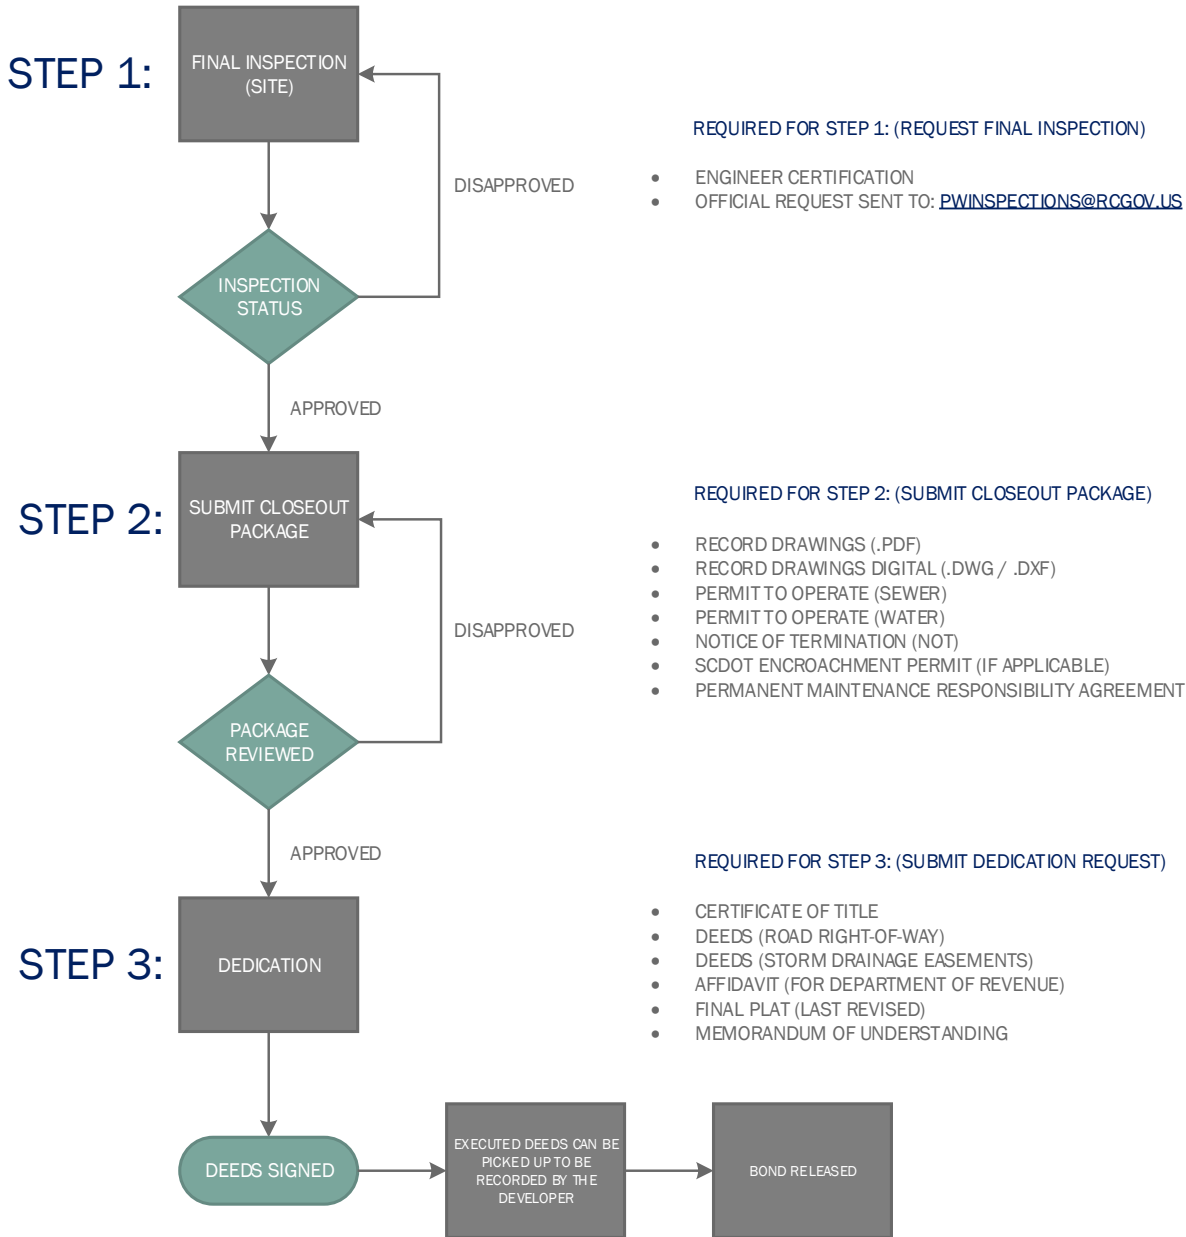 STEP 1:
FINAL INSPECTION
(SITE)
DISAPPROVED
REQUIRED FOR STEP 1: (REQUEST FINAL INSPECTION)
• ENGINEER CERTIFICATION
• OFFICIAL REQUEST SENT TO: PWINSPECTIONS@RCGOV.US
INSPECTION
STATUS
APPROVED
STEP 2:
SUBMIT CLOSEOUT
PACKAGE
DISAPPROVED
REQUIRED FOR STEP 2: (SUBMIT CLOSEOUT PACKAGE)
• RECORD DRAWINGS (.PDF)
• RECORD DRAWINGS DIGITAL (.DWG / .DXF)
• PERMIT TO OPERATE (SEWER)
• PERMIT TO OPERATE (WATER)
• NOTICE OF TERMINATION (NOT)
• SCDOT ENCROACHMENT PERMIT (IF APPLICABLE)
• PERMANENT MAINTENANCE RESPONSIBILITY AGREEMENT
PACKAGE
REVIEWED
APPROVED
STEP 3:
DEDICATION
REQUIRED FOR STEP 3: (SUBMIT DEDICATION REQUEST)
• CERTIFICATE OF TITLE
• DEEDS (ROAD RIGHT-OF-WAY)
• DEEDS (STORM DRAINAGE EASEMENTS)
• AFFIDAVIT (FOR DEPARTMENT OF REVENUE)
• FINAL PLAT (LAST REVISED)
• MEMORANDUM OF UNDERSTANDING
DEEDS SIGNED
EXECUTED DEEDS CAN BE
PICKED UP TO BE
RECORDED BY THE
DEVELOPER
BOND RELEASED